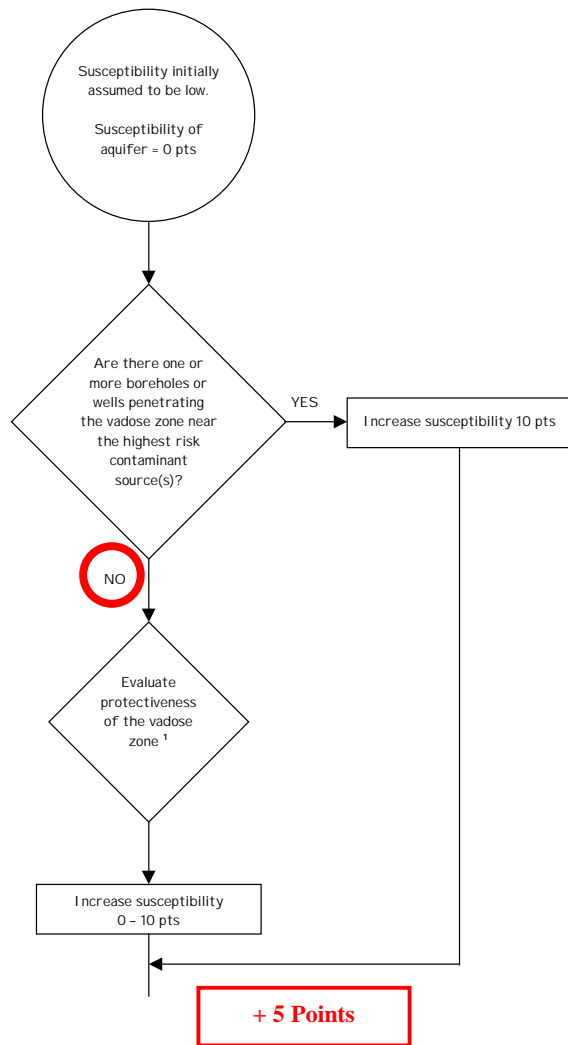 Susceptibility initially
assumed to be low.
Susceptibility of
aquifer = 0 pts
Are there one or
more boreholes or
wells penetrating
the vadose zone near
the highest risk
contaminant
source(s)?
YES
Increase susceptibility 10 pts
NO
Evaluate
protectiveness
of the vadose
zone ¹
Increase susceptibility
0 – 10 pts
+ 5 Points